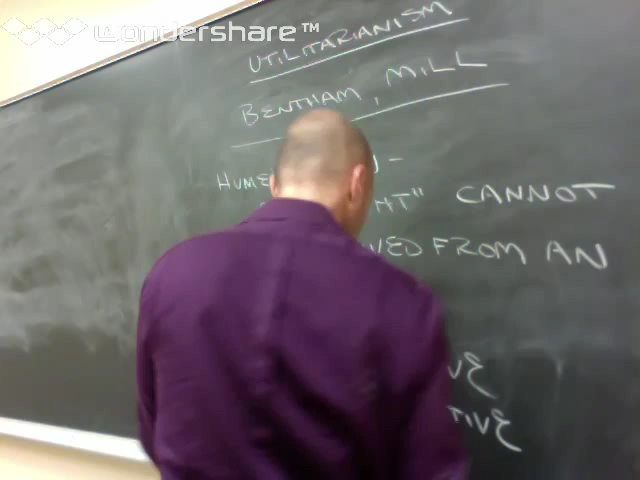 wondershare™
UTILITARIANISM
BENTHAM, MILL
HUME -
HT" CANNOT
VED FROM AN
VE
TIVE